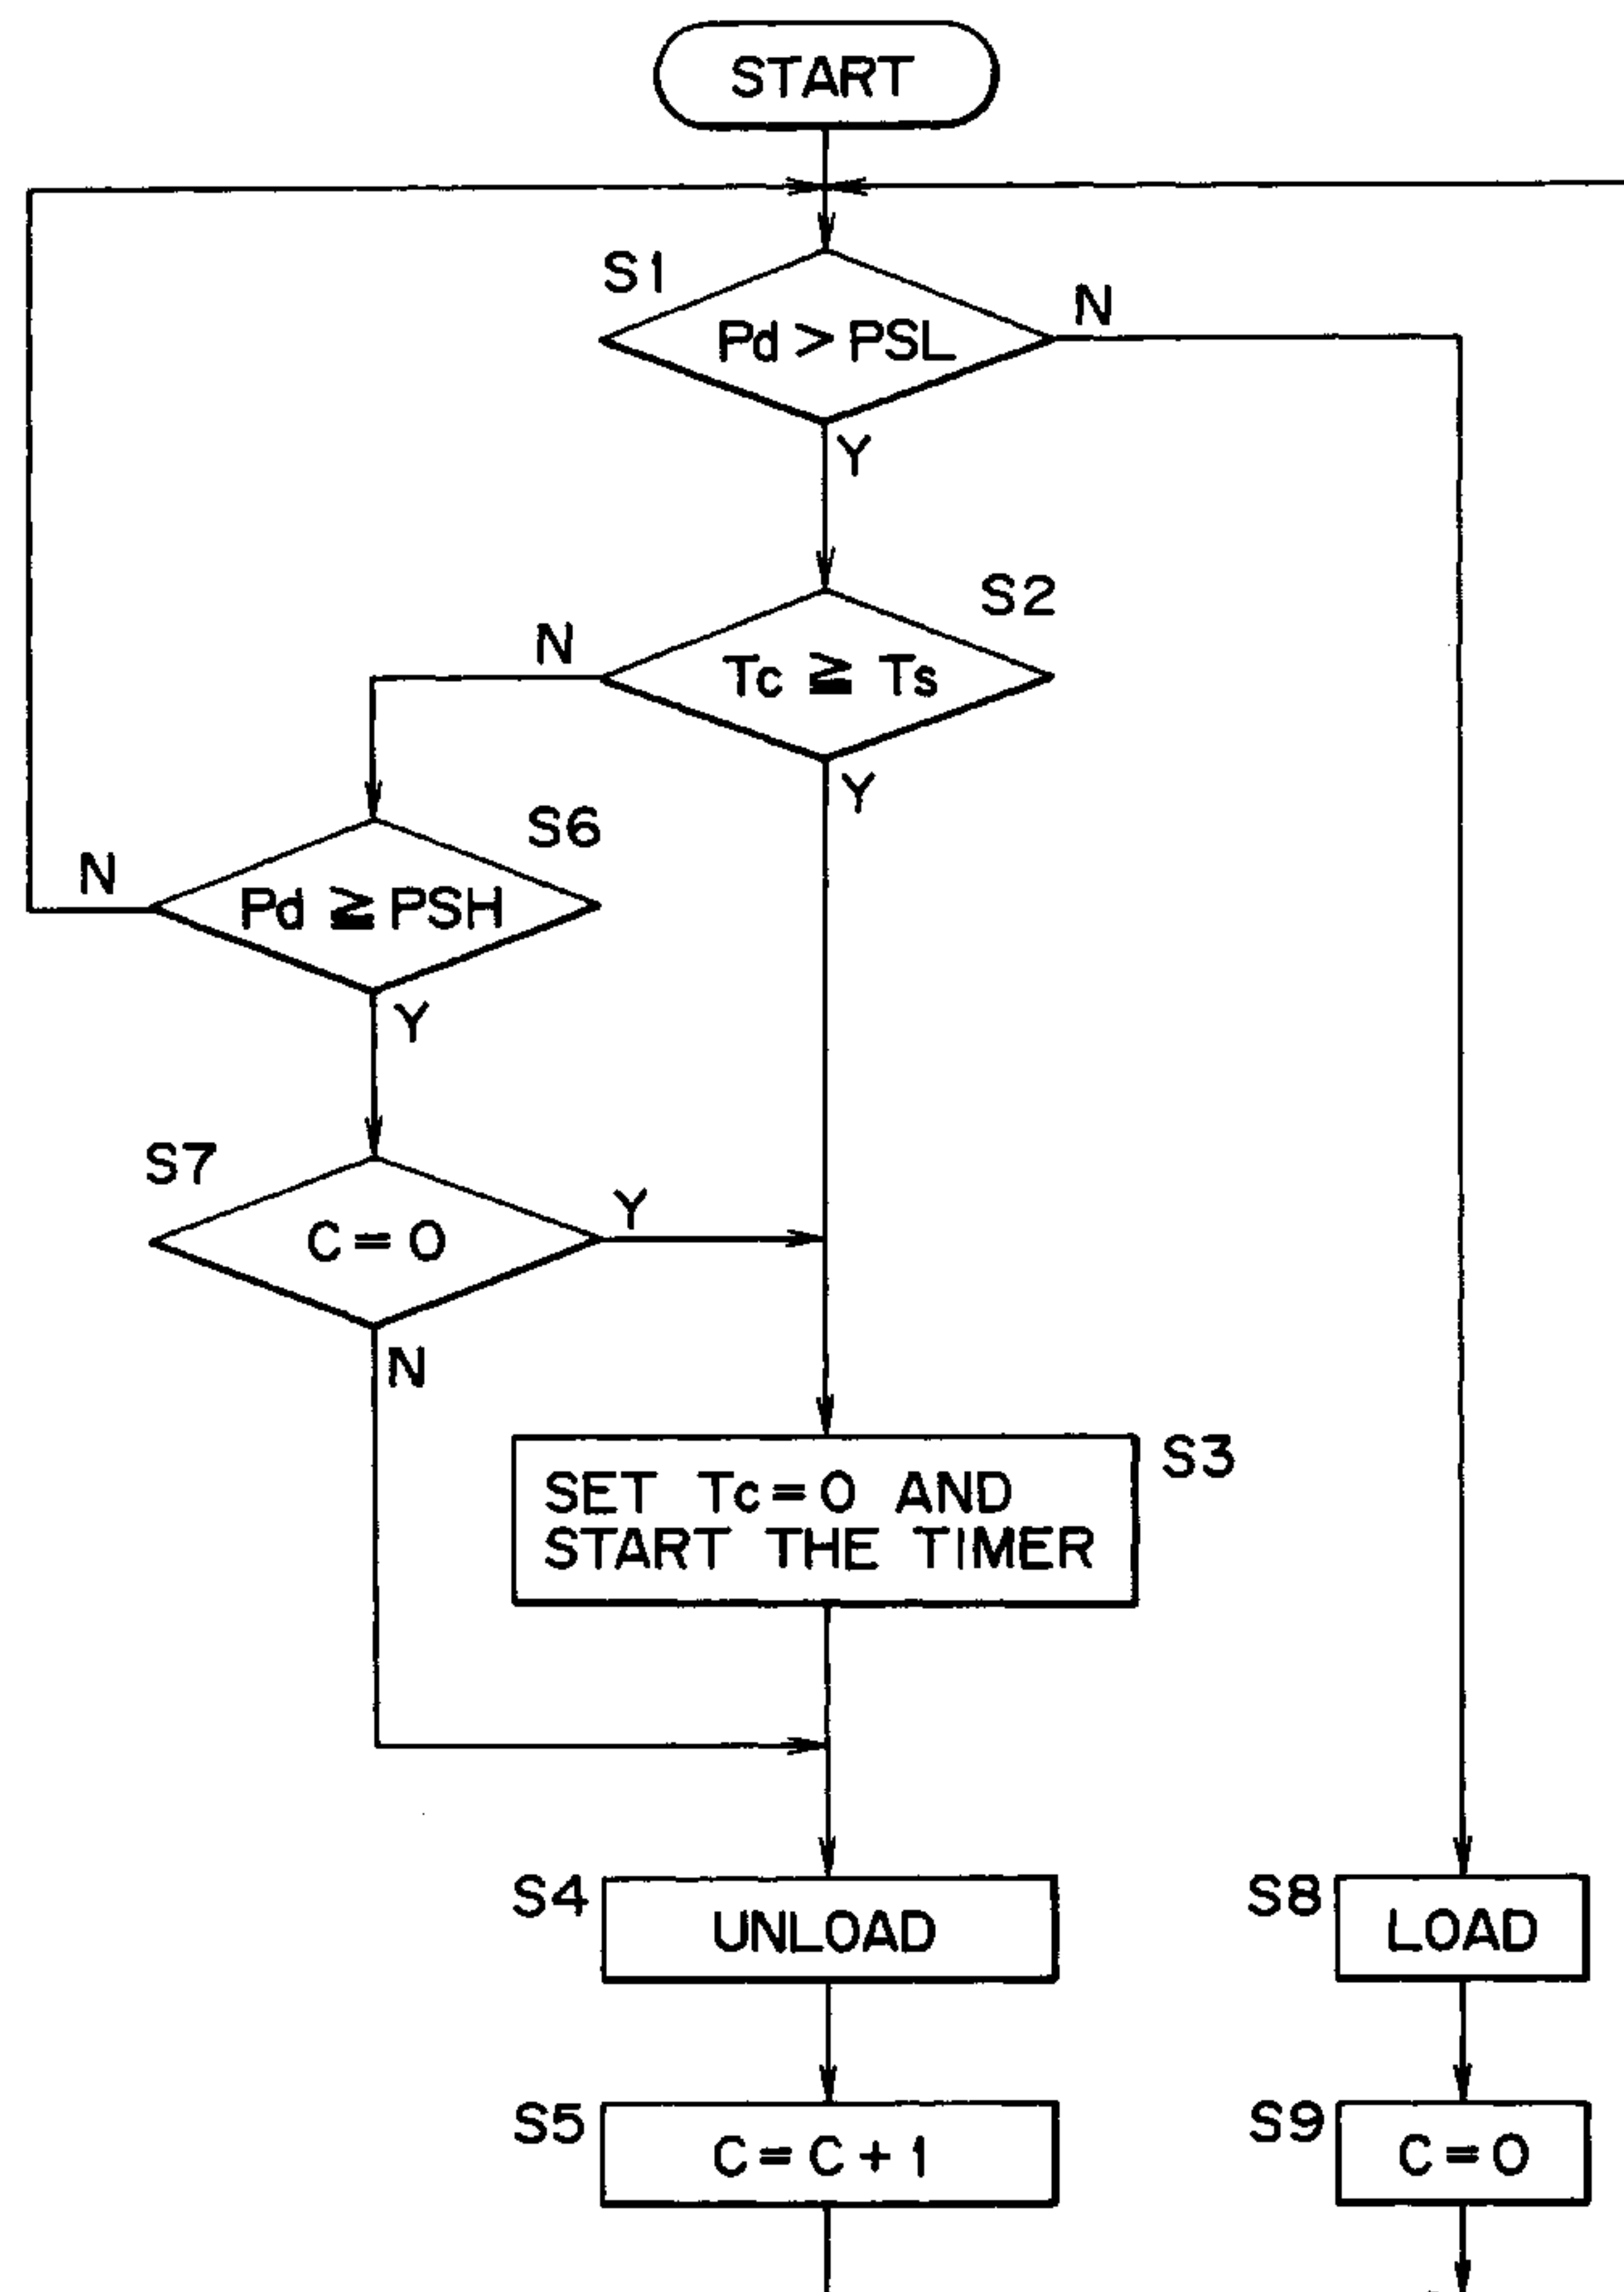 START
S1
Pd > PSL
N
Y
S2
Tc ≧ Ts
N
Y
S6
Pd ≧ PSH
N
Y
S7
C = 0
Y
N
S3
SET Tc = 0 AND
START THE TIMER
S4
UNLOAD
S8
LOAD
S5
C = C + 1
S9
C = 0